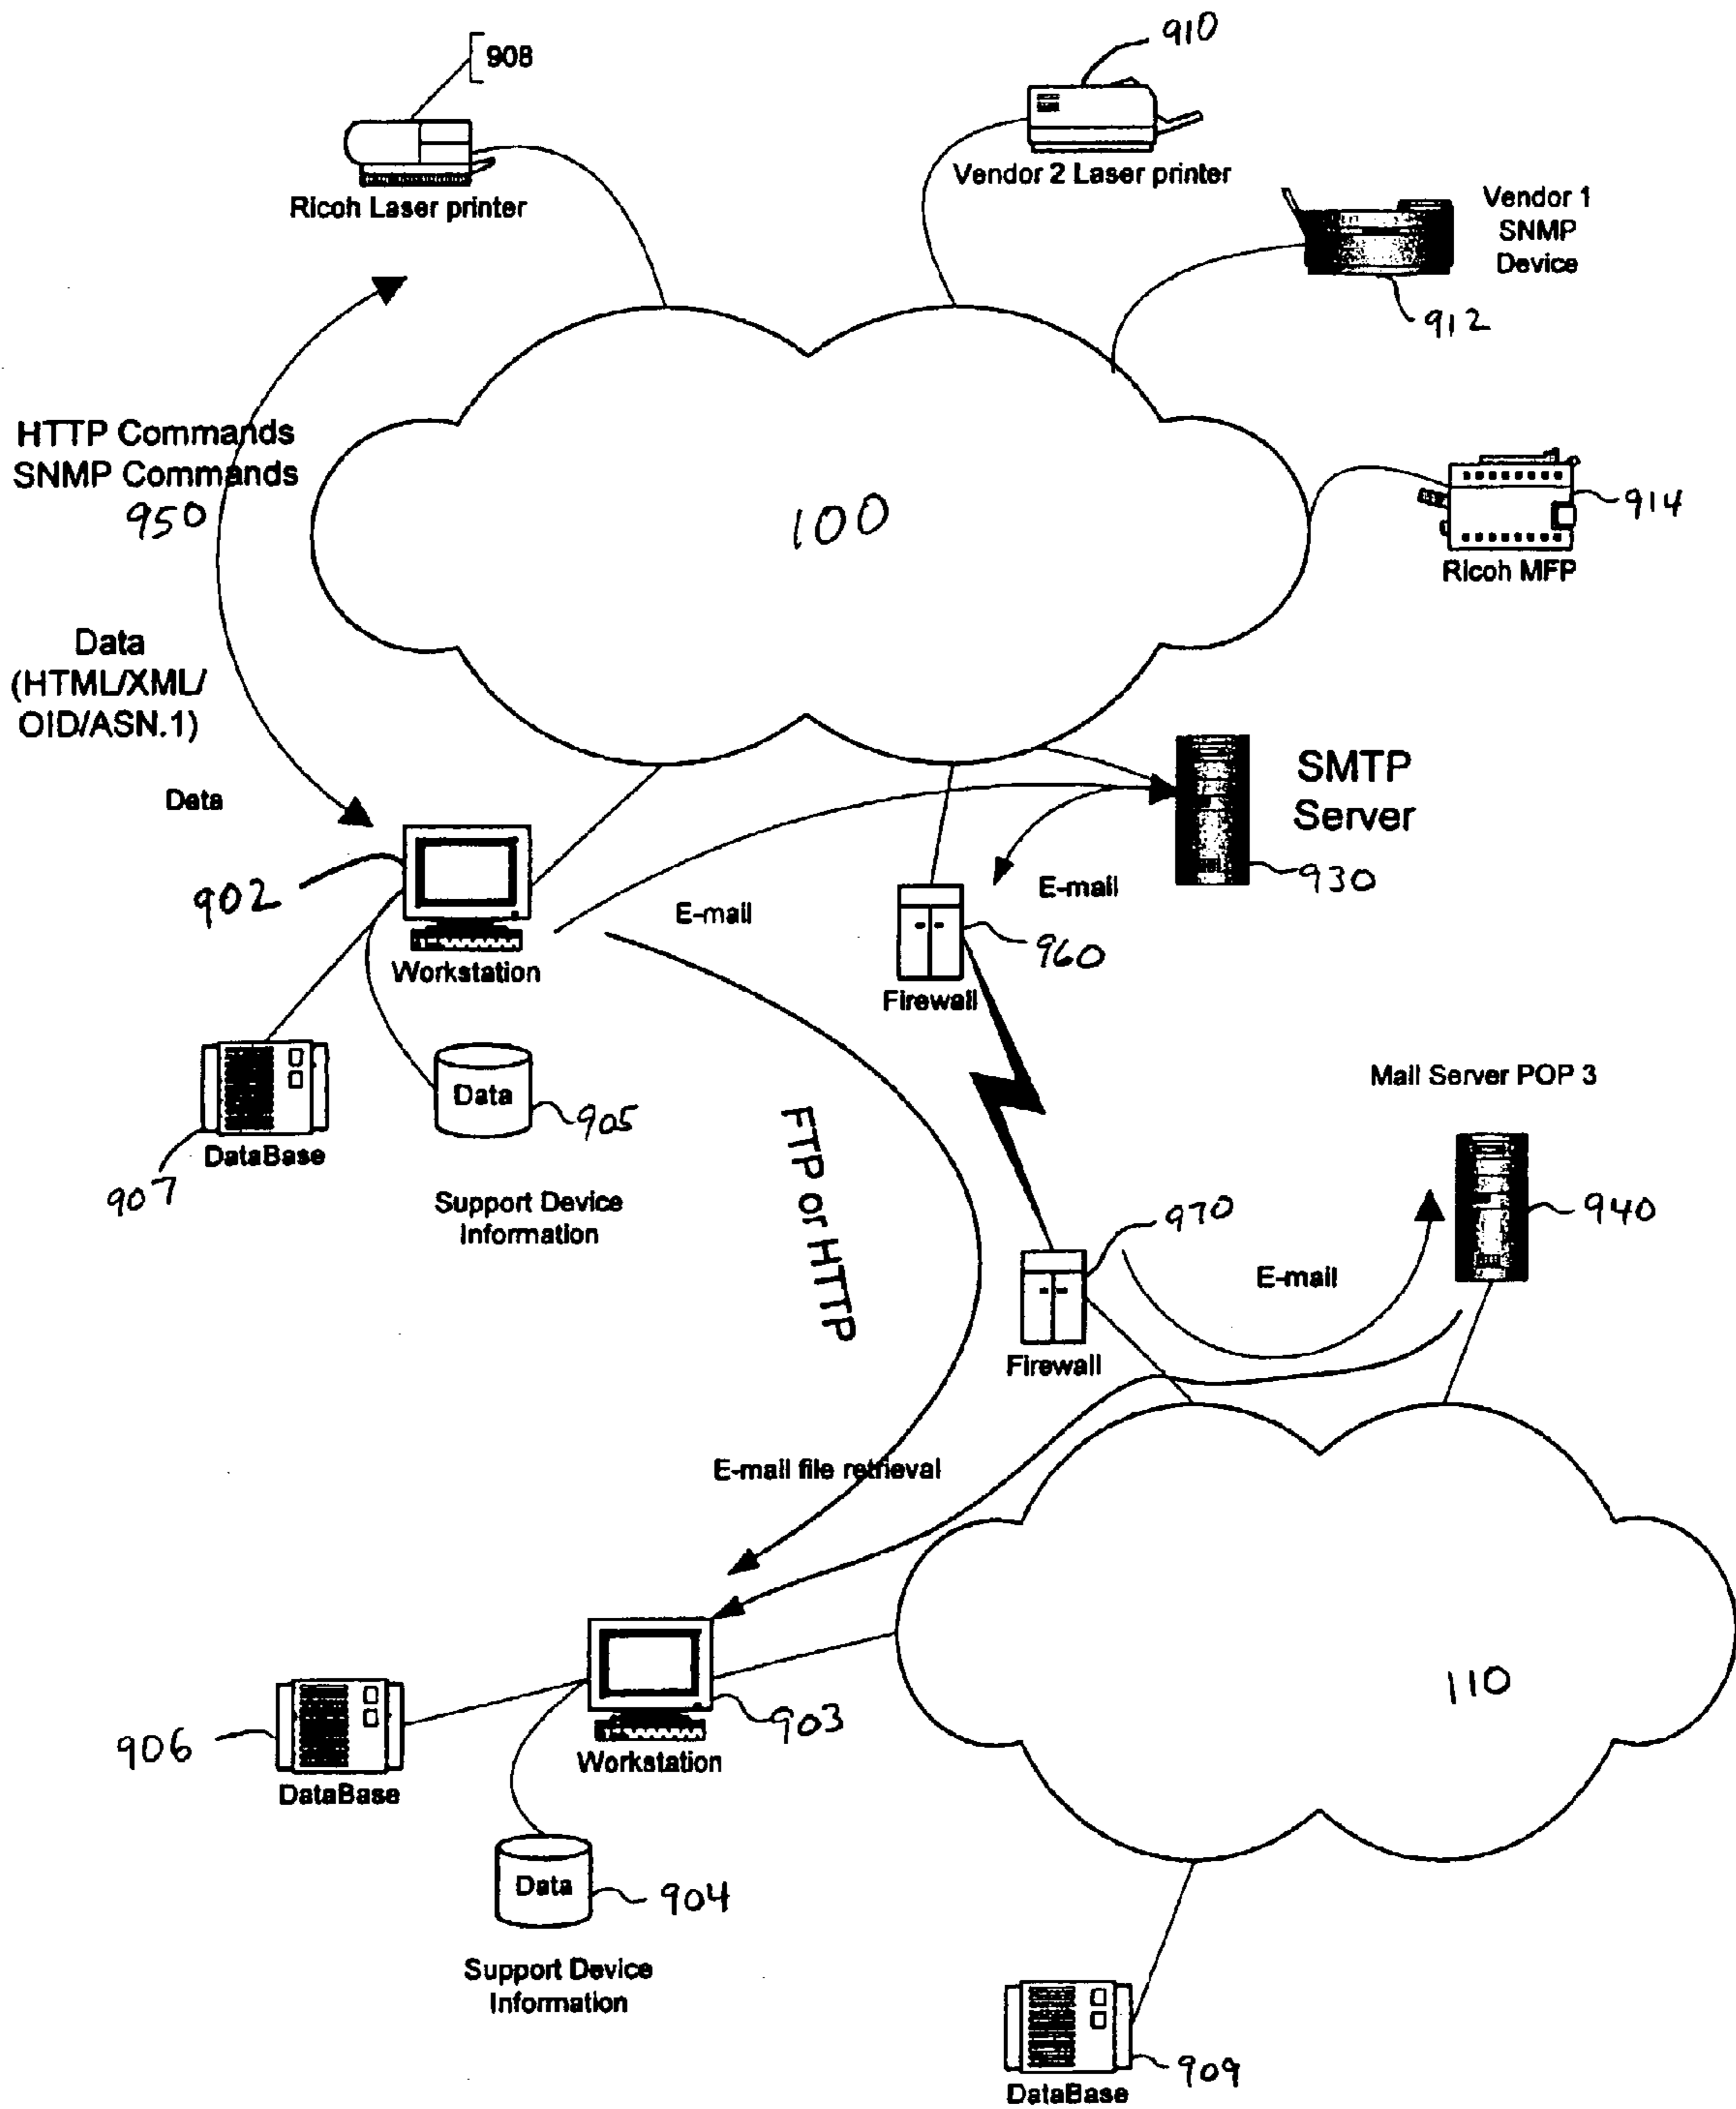 908
910
Ricoh Laser printer
Vendor 2 Laser printer
Vendor 1
SNMP
Device
912
HTTP Commands
SNMP Commands
950
100
914
Ricoh MFP
Data
(HTML/XML/
OID/ASN.1)
Data
SMTP
Server
930
902
E-mail
E-mail
960
Workstation
Firewall
Data
905
DataBase
907
Support Device
Information
FTP or HTTP
Mail Server POP 3
970
940
E-mail
Firewall
E-mail file retrieval
110
903
906
Workstation
DataBase
Data
904
Support Device
Information
909
DataBase